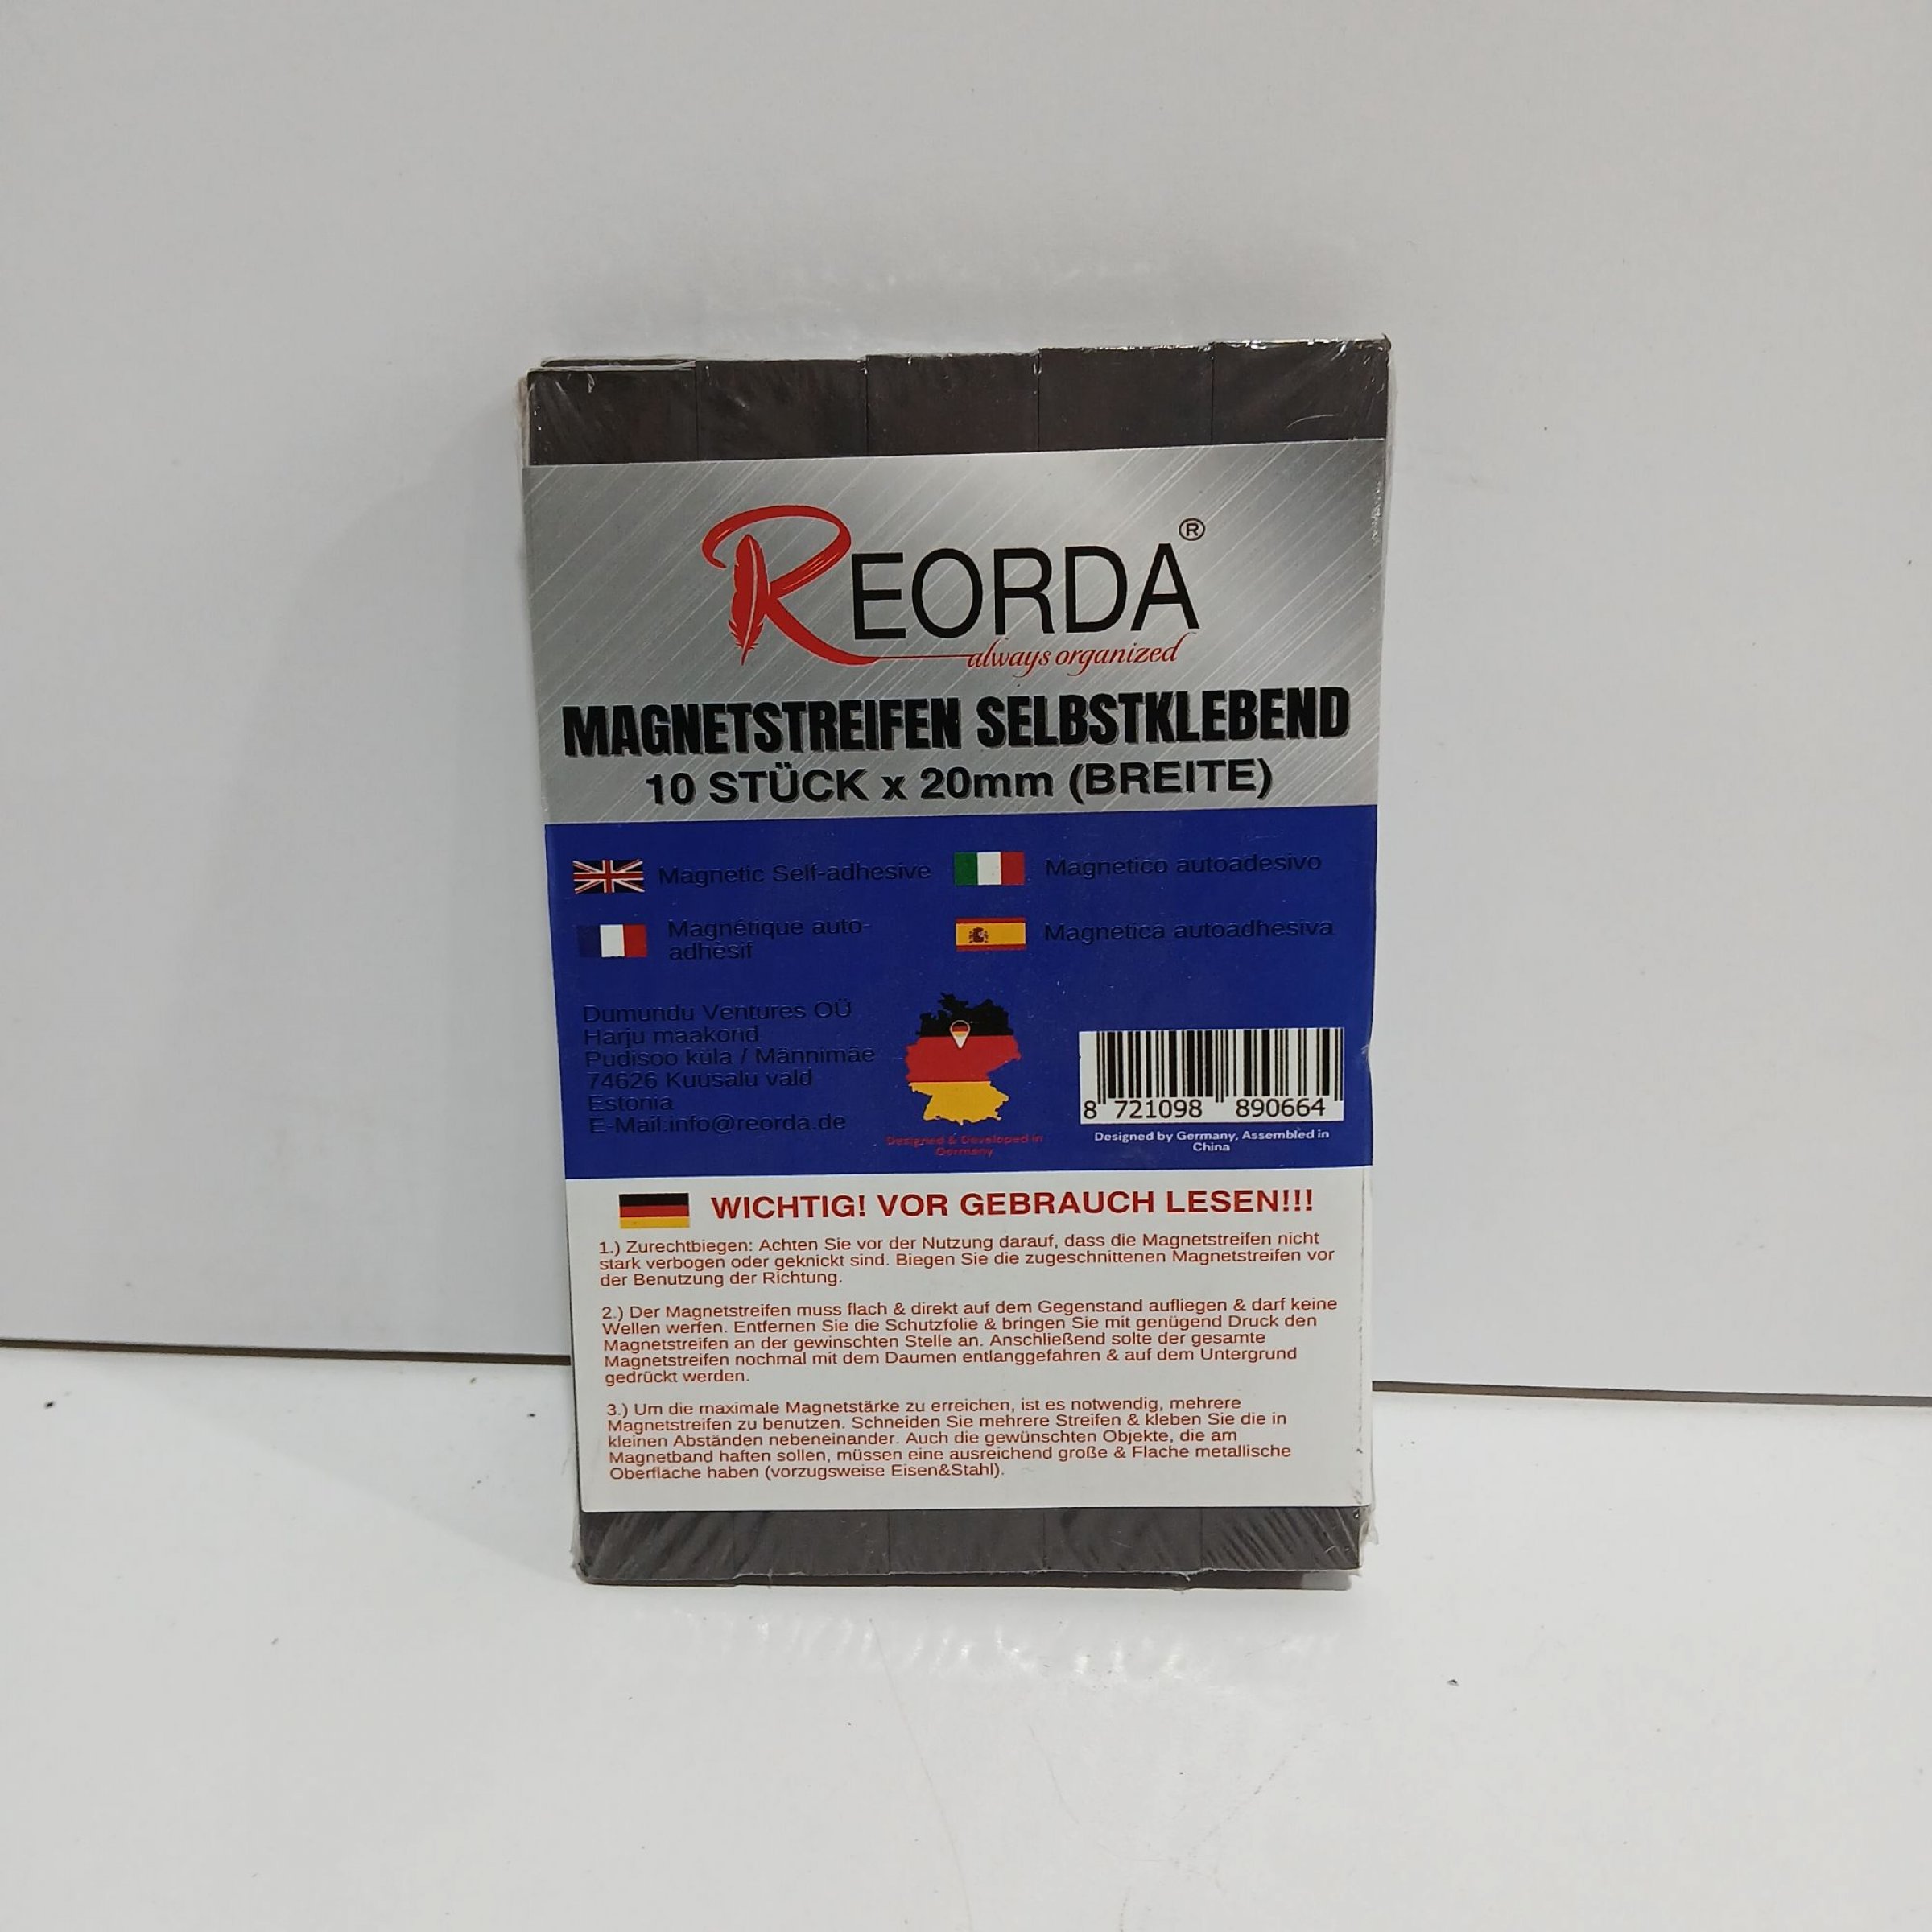 REORDA®
always organized
MAGNETSTREIFEN SELBSTKLEBEND
10 STÜCK x 20mm (BREITE)
Magnetic Self-adhesive
Magnetico autoadesivo
Magnétique auto-
adhèsif
Magnetica autoadhesiva
Dumundu Ventures OÜ
Harju maakond
Pudisoo küla / Männimäe
74626 Kuusalu vald
Estonia
E-Mail:info@reorda.de
Designed & Developed in
Germany
8 721098 890664
Designed by Germany, Assembled in
China
WICHTIG! VOR GEBRAUCH LESEN!!!
1.) Zurechtbiegen: Achten Sie vor der Nutzung darauf, dass die Magnetstreifen nicht
stark verbogen oder geknickt sind. Biegen Sie die zugeschnittenen Magnetstreifen vor
der Benutzung der Richtung.
2.) Der Magnetstreifen muss flach & direkt auf dem Gegenstand aufliegen & darf keine
Wellen werfen. Entfernen Sie die Schutzfolie & bringen Sie mit genügend Druck den
Magnetstreifen an der gewinschten Stelle an. Anschließend solte der gesamte
Magnetstreifen nochmal mit dem Daumen entlanggefahren & auf dem Untergrund
gedrückt werden.
3.) Um die maximale Magnetstärke zu erreichen, ist es notwendig, mehrere
Magnetstreifen zu benutzen. Schneiden Sie mehrere Streifen & kleben Sie die in
kleinen Abständen nebeneinander. Auch die gewünschten Objekte, die am
Magnetband haften sollen, müssen eine ausreichend große & Flache metallische
Oberfläche haben (vorzugsweise Eisen&Stahl).